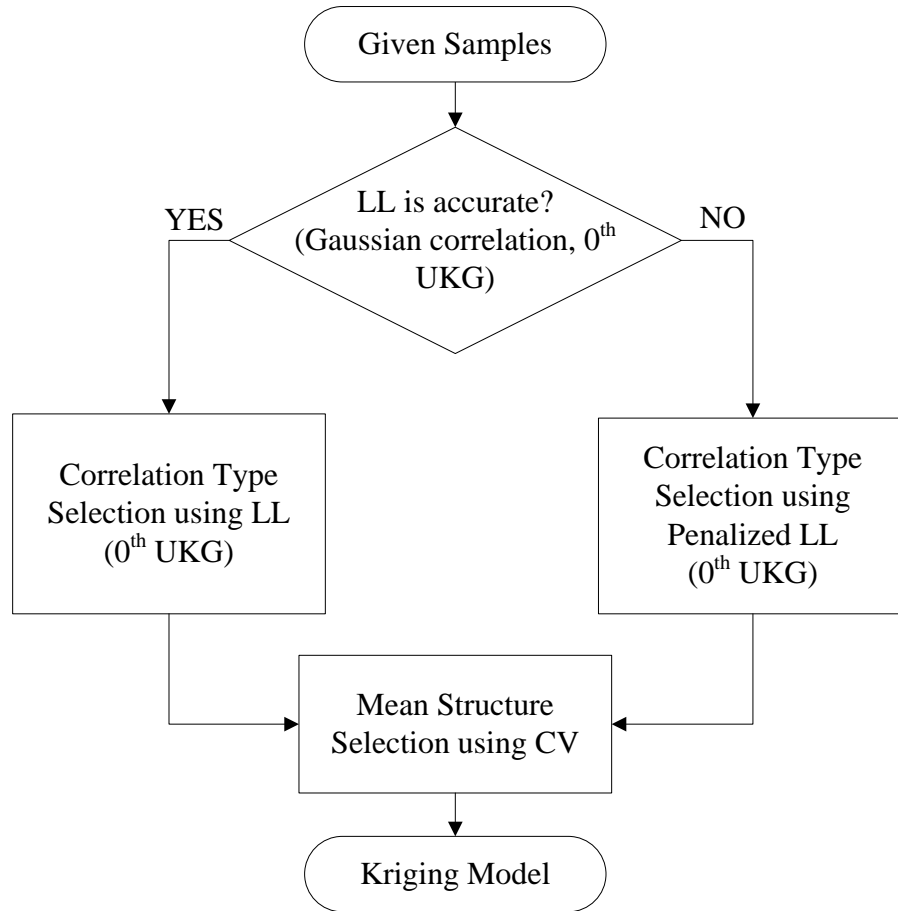 Given Samples
LL is accurate?
(Gaussian correlation, 0th
UKG)
YES
NO
Correlation Type
Selection using LL
(0th UKG)
Correlation Type
Selection using
Penalized LL
(0th UKG)
Mean Structure
Selection using CV
Kriging Model